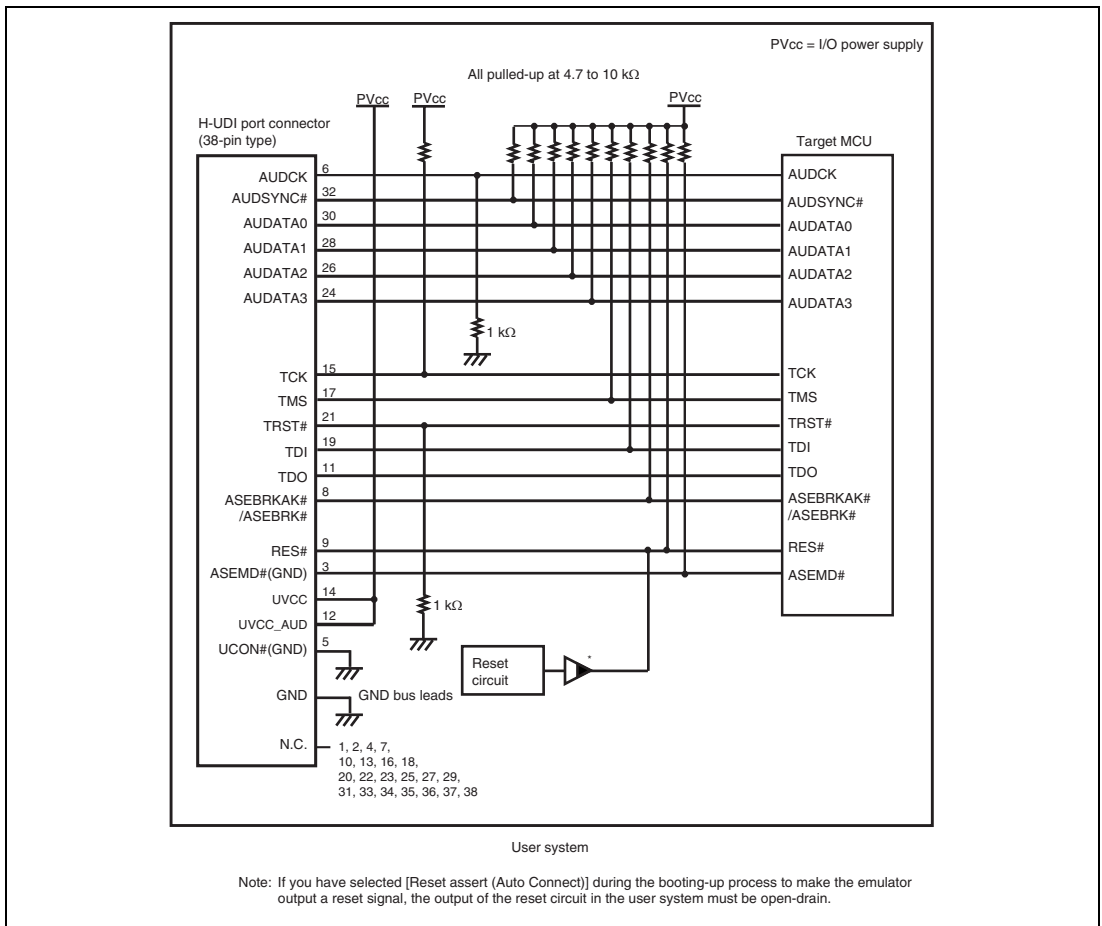 PVcc = I/O power supply
All pulled-up at 4.7 to 10 kΩ
PVcc
PVcc
PVcc
H-UDI port connector
(38-pin type)
Target MCU
AUDCK
6
AUDCK
AUDSYNC#
32
AUDSYNC#
AUDATA0
30
AUDATA0
AUDATA1
28
AUDATA1
AUDATA2
26
AUDATA2
AUDATA3
24
AUDATA3
1 kΩ
TCK
15
TCK
TMS
17
TMS
TRST#
21
TRST#
TDI
19
TDI
TDO
11
TDO
ASEBRKAK#
/ASEBRK#
8
ASEBRKAK#
/ASEBRK#
RES#
9
RES#
ASEMD#(GND)
3
ASEMD#
UVCC
14
1 kΩ
UVCC_AUD
12
UCON#(GND)
5
Reset
circuit
*
GND
GND bus leads
N.C.
1, 2, 4, 7,
10, 13, 16, 18,
20, 22, 23, 25, 27, 29,
31, 33, 34, 35, 36, 37, 38
User system
Note: If you have selected [Reset assert (Auto Connect)] during the booting-up process to make the emulator
output a reset signal, the output of the reset circuit in the user system must be open-drain.